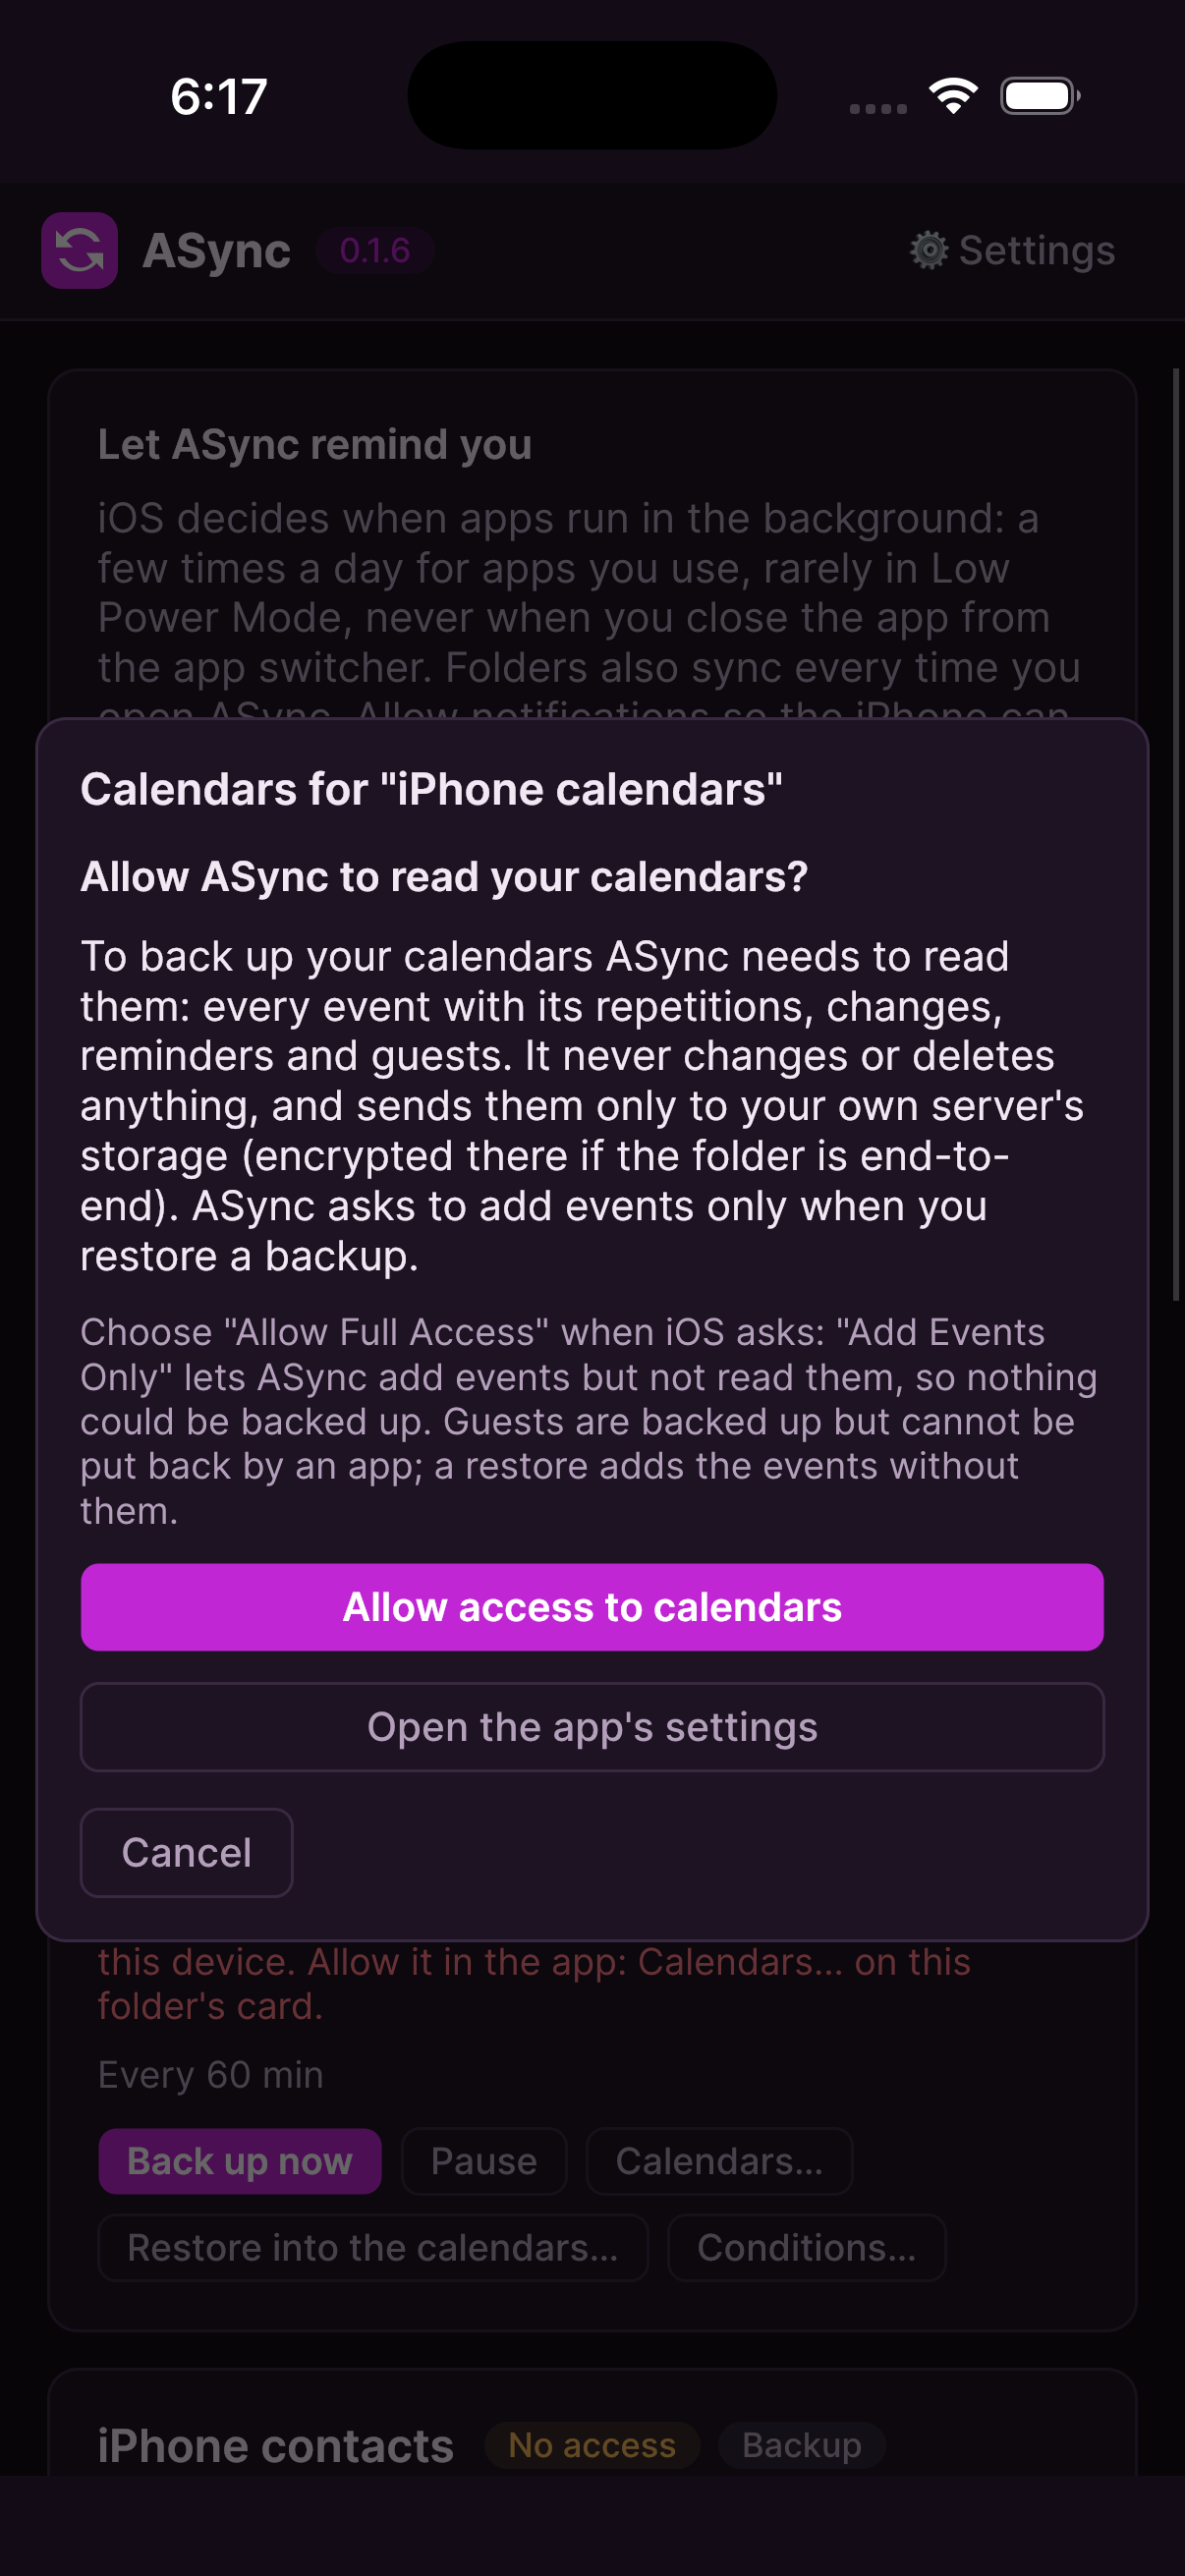 6:17
ASync 0.1.6 Settings
Let ASync remind you
iOS decides when apps run in the background: a
few times a day for apps you use, rarely in Low
Power Mode, never when you close the app from
the app switcher. Folders also sync every time you
open ASync. Allow notifications so the iPhone can
Calendars for "iPhone calendars"
Allow ASync to read your calendars?
To back up your calendars ASync needs to read
them: every event with its repetitions, changes,
reminders and guests. It never changes or deletes
anything, and sends them only to your own server's
storage (encrypted there if the folder is end-to-
end). ASync asks to add events only when you
restore a backup.
Choose "Allow Full Access" when iOS asks: "Add Events
Only" lets ASync add events but not read them, so nothing
could be backed up. Guests are backed up but cannot be
put back by an app; a restore adds the events without
them.
Allow access to calendars
Open the app's settings
Cancel
this device. Allow it in the app: Calendars... on this
folder's card.
Every 60 min
Back up now Pause Calendars...
Restore into the calendars... Conditions...
iPhone contacts No access Backup